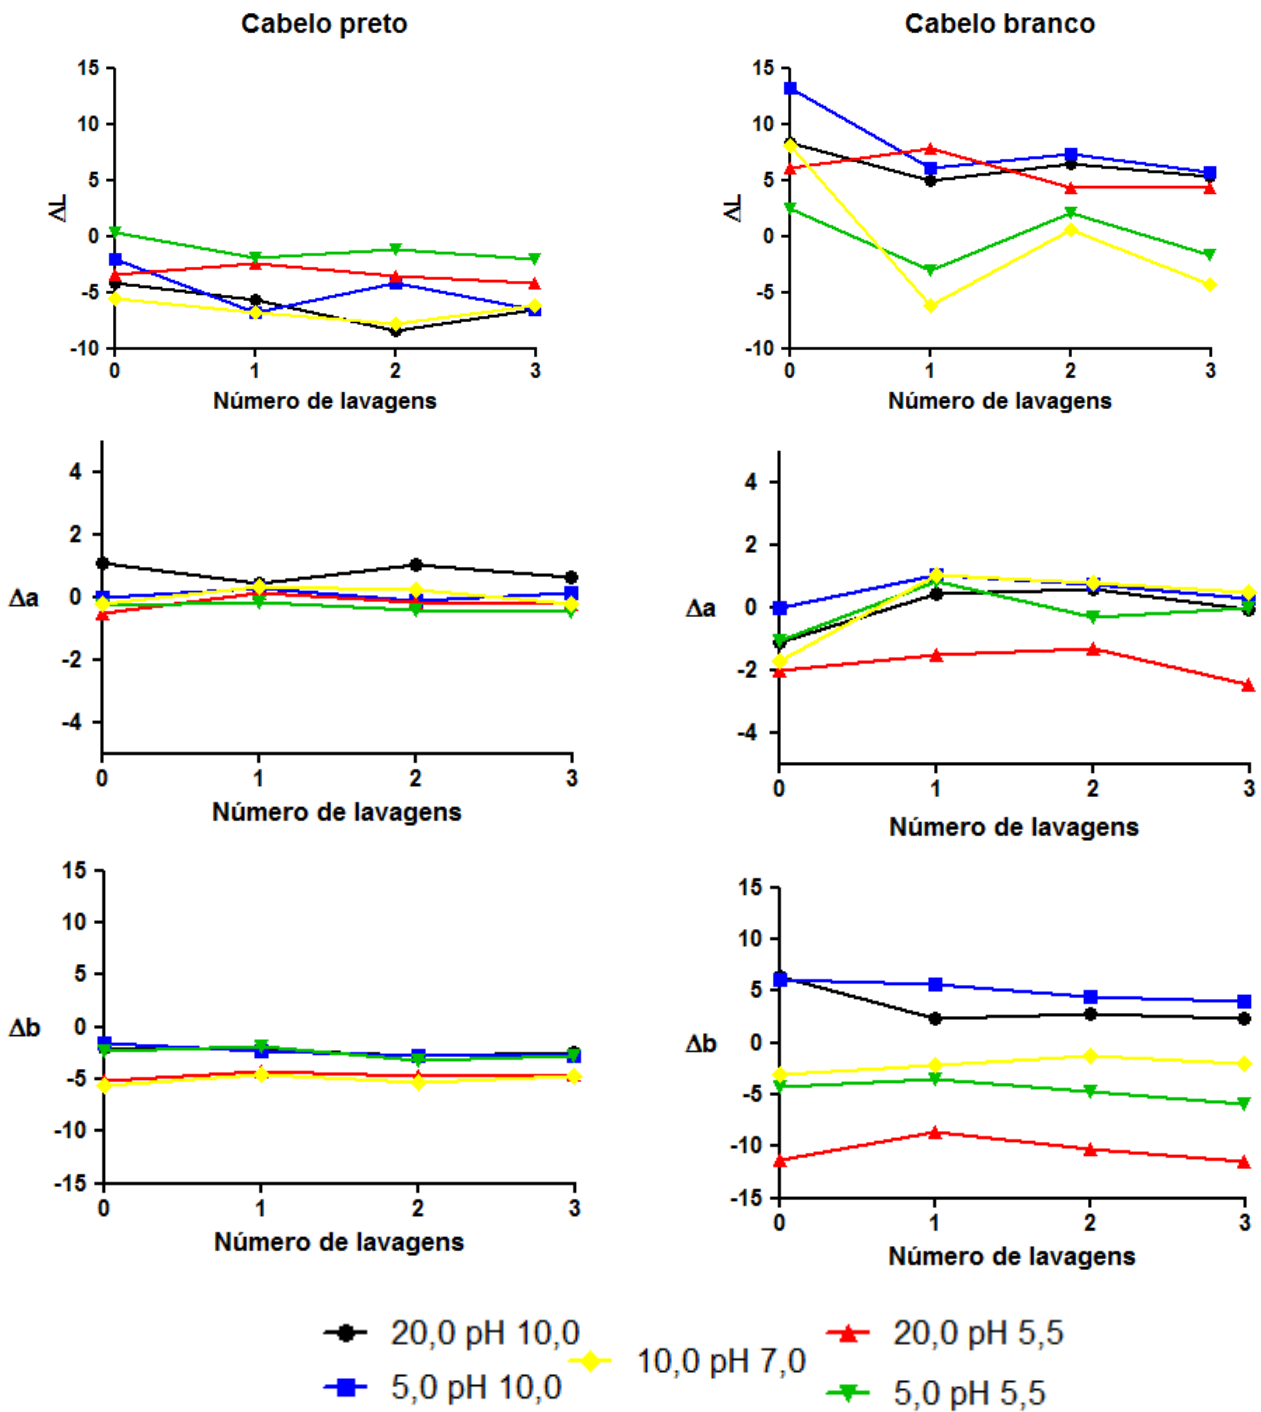 Cabelo preto
Cabelo branco
15
10
5
0
-5
-10
ΔL
0 1 2 3
Número de lavagens
15
10
5
0
-5
-10
ΔL
0 1 2 3
Número de lavagens
4
2
0
-2
-4
Δa
0 1 2 3
Número de lavagens
4
2
0
-2
-4
Δa
0 1 2 3
Número de lavagens
15
10
5
0
-5
-10
-15
Δb
0 1 2 3
Número de lavagens
15
10
5
0
-5
-10
-15
Δb
0 1 2 3
Número de lavagens
20,0 pH 10,0
20,0 pH 5,5
10,0 pH 7,0
5,0 pH 10,0
5,0 pH 5,5